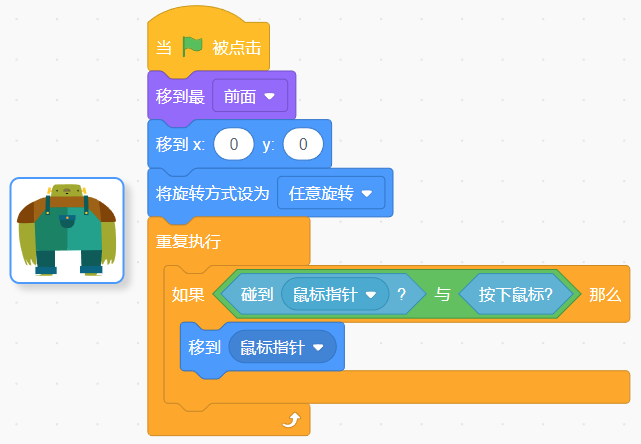 当 被点击
移到最 前面
移到 x: 0 y: 0
将旋转方式设为 任意旋转
重复执行
如果 碰到 鼠标指针 ? 与 按下鼠标? 那么
移到 鼠标指针